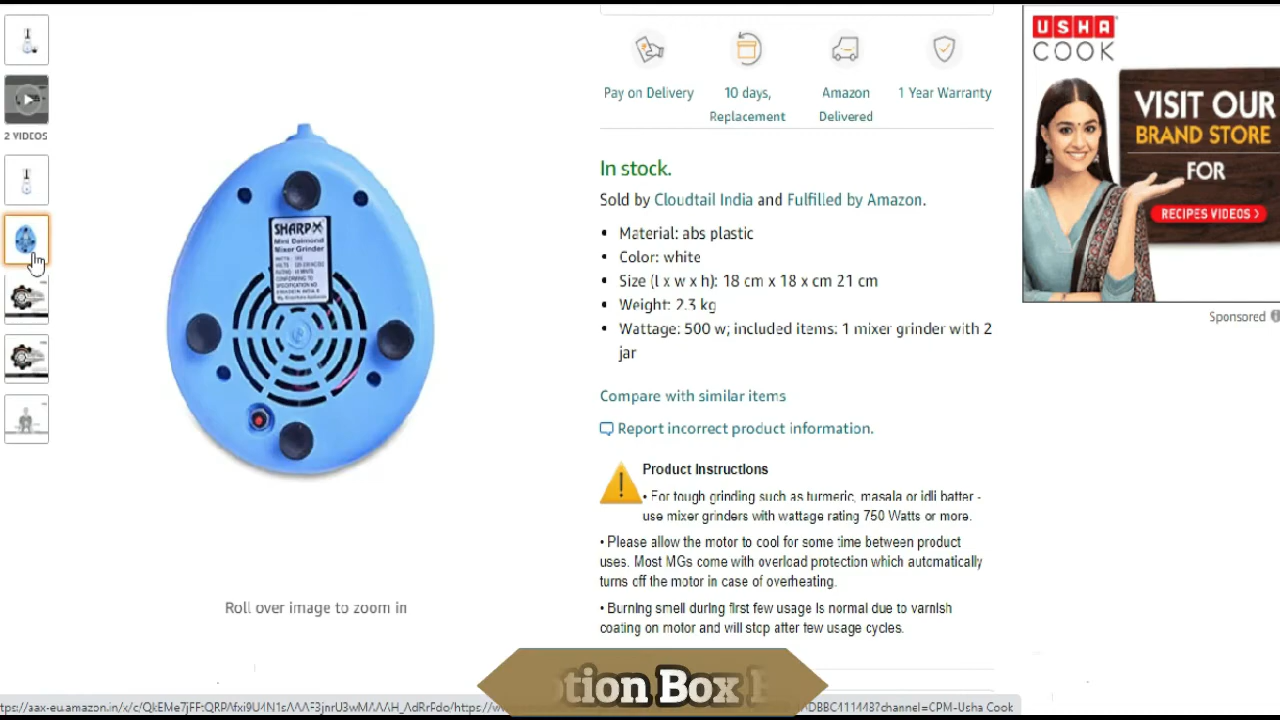 2 VIDEOS
SHARPX
Mini Daimond
Mixer Grinder
Roll over image to zoom in
Pay on Delivery
10 days,
Replacement
Amazon
Delivered
1 Year Warranty
In stock.
Sold by Cloudtail India and Fulfilled by Amazon.
• Material: abs plastic
• Color: white
• Size (l x w x h): 18 cm x 18 x cm 21 cm
• Weight: 2.3 kg
• Wattage: 500 w; included items: 1 mixer grinder with 2
jar
Compare with similar items
Report incorrect product information.
Product Instructions
• For tough grinding such as turmeric, masala or idli batter -
use mixer grinders with wattage rating 750 Watts or more.
• Please allow the motor to cool for some time between product
uses. Most MGs come with overload protection which automatically
turns off the motor in case of overheating.
• Burning smell during first few usage is normal due to varnish
coating on motor and will stop after few usage cycles.
USHA
COOK
VISIT OUR
BRAND STORE
FOR
RECIPES VIDEOS >
Sponsored
tion Box
channel=CPM-Usha Cook